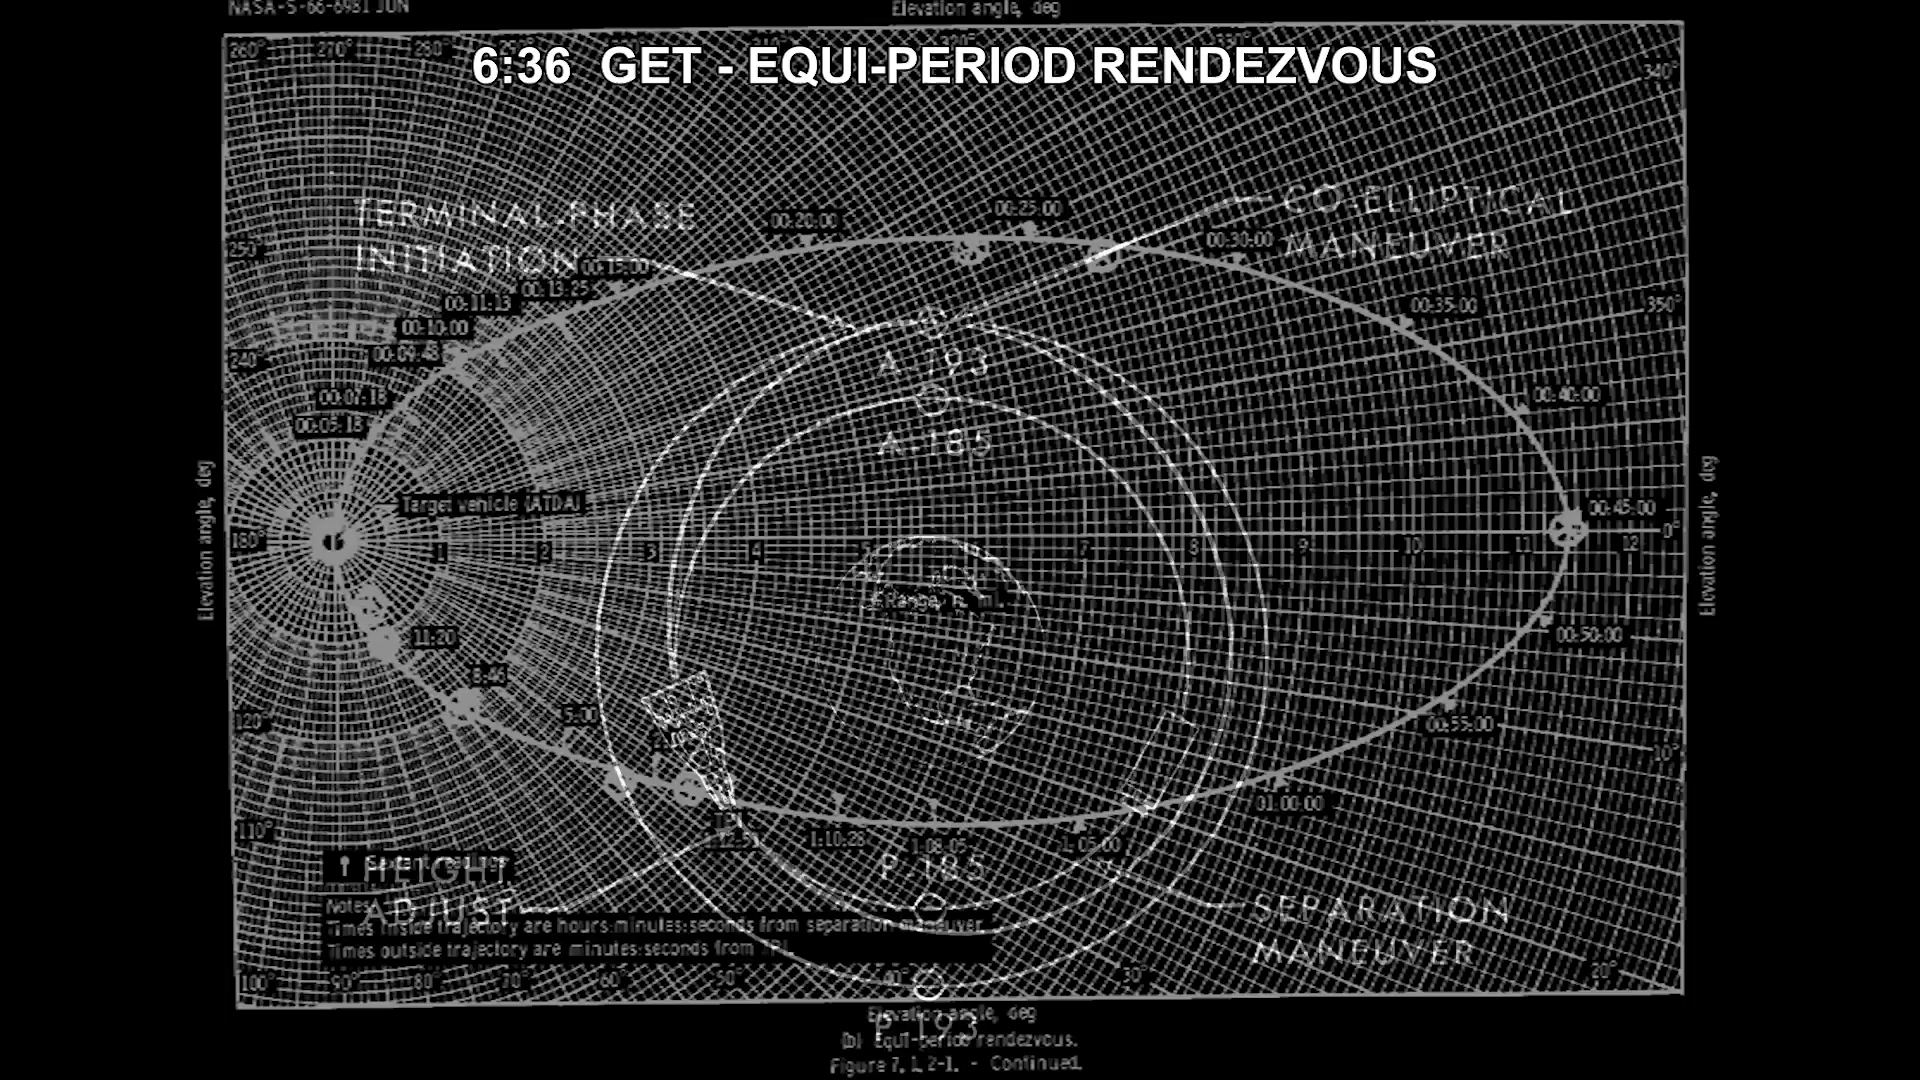 NASA-S-66-6981 JUN
Elevation angle, deg
6:36 GET - EQUI-PERIOD RENDEZVOUS
260° 270° 280°
340°
TERMINAL PHASE
INITIATION
CO-ELLIPTICAL
MANEUVER
00:20:00
00:25:00
00:30:00
250°
00:15:00
00:13:25
00:11:13
00:10:00
00:09:48
00:35:00
350°
240°
A-193
00:07:18
00:05:18
00:40:00
A-185
Target vehicle (ATDA)
00:45:00
Elevation angle, deg
Elevation angle, deg
180°
1 2 3 4 5 7 8 9 10 11 12
0°
Range,
11:20
00:50:00
8:46
5:00
120°
00:55:00
10°
01:00:00
110°
1:10:28
1:08:05
1:05:00
P-185
HEIGHT
ADJUST
SEPARATION
MANEUVER
Notes:
Times inside trajectory are hours:minutes:seconds from separation maneuver.
Times outside trajectory are minutes:seconds from
100° 90° 80° 70° 60° 50° 40° 30° 20°
Elevation angle, deg
P-193
(b) Equi-period rendezvous.
Figure 7.1.2-1. - Continued.